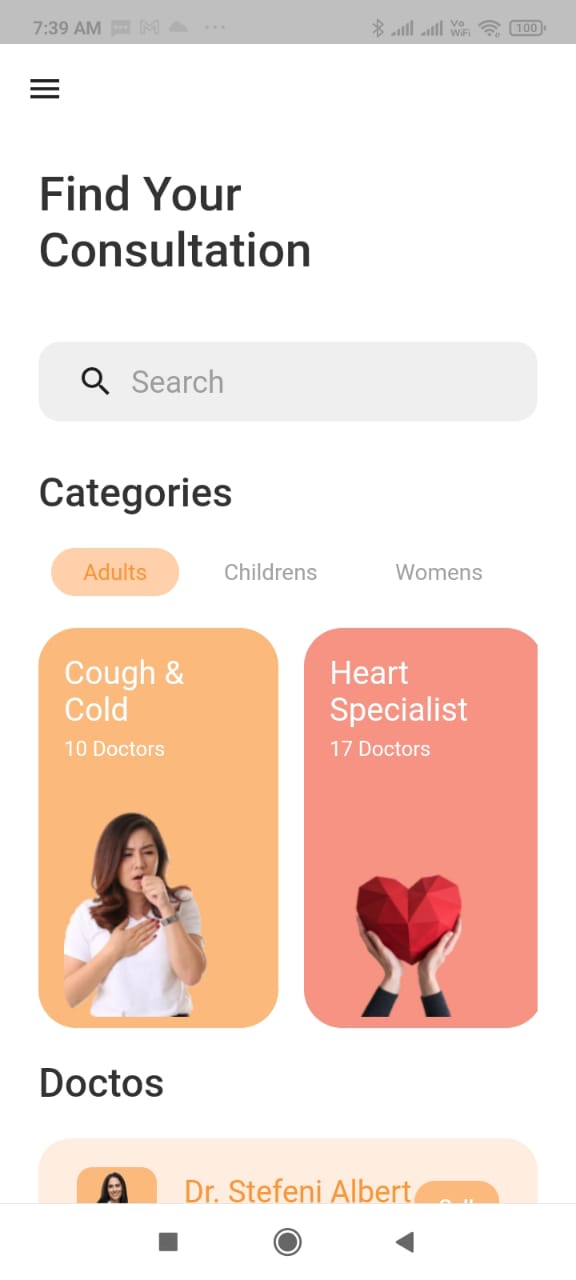 7:39 AM
Vo
WiFi
100
Find Your
Consultation
Search
Categories
Adults Childrens Womens
Cough &
Cold
10 Doctors
Heart
Specialist
17 Doctors
Doctos
Dr. Stefeni Albert